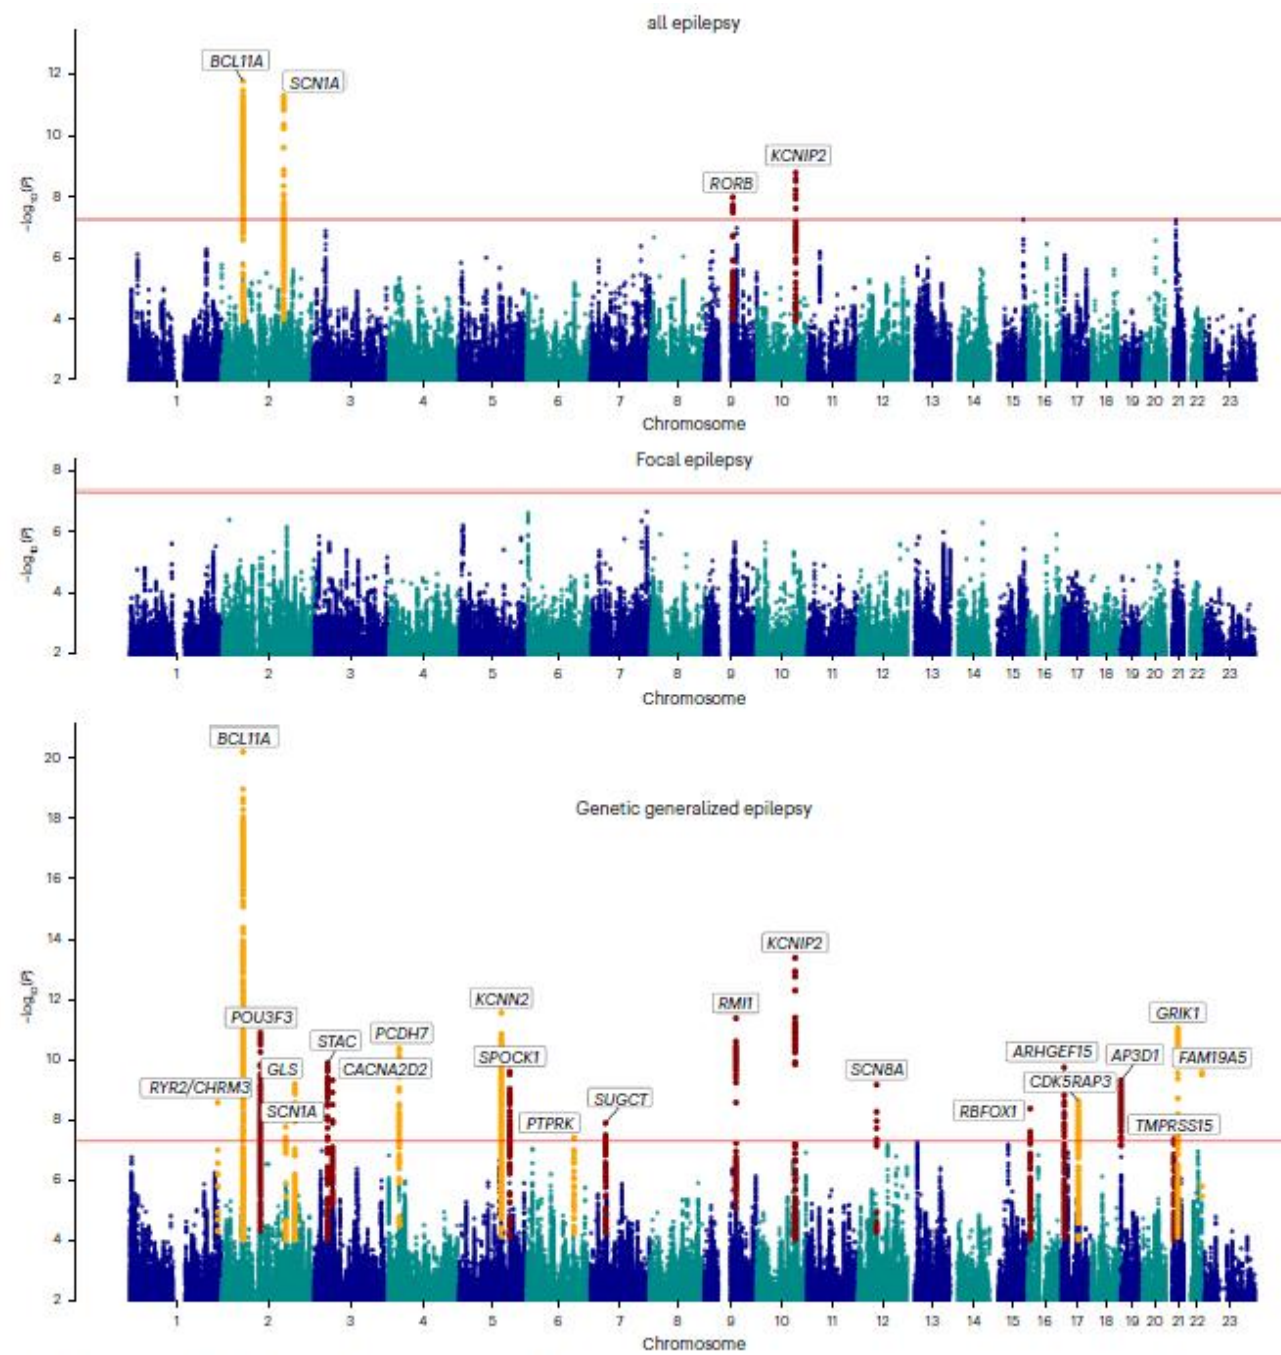 all epilepsy
12
10
8
6
4
2
−log₁₀(P)
BCL11A
SCN1A
RORB
KCNIP2
1 2 3 4 5 6 7 8 9 10 11 12 13 14 15 16 17 18 19 20 21 22 23
Chromosome
Focal epilepsy
8
6
4
2
−log₁₀(P)
1 2 3 4 5 6 7 8 9 10 11 12 13 14 15 16 17 18 19 20 21 22 23
Chromosome
Genetic generalized epilepsy
20
18
16
14
12
10
8
6
4
2
−log₁₀(P)
BCL11A
KCNIP2
KCNN2
RMI1
GRIK1
POU3F3
STAC
PCDH7
SPOCK1
ARHGEF15
AP3D1
FAM19A5
GLS
CACNA2D2
SCN8A
RYR2/CHRM3
CDK5RAP3
SUGCT
SCN1A
RBFOX1
PTPRK
TMPRSS15
1 2 3 4 5 6 7 8 9 10 11 12 13 14 15 16 17 18 19 20 21 22 23
Chromosome